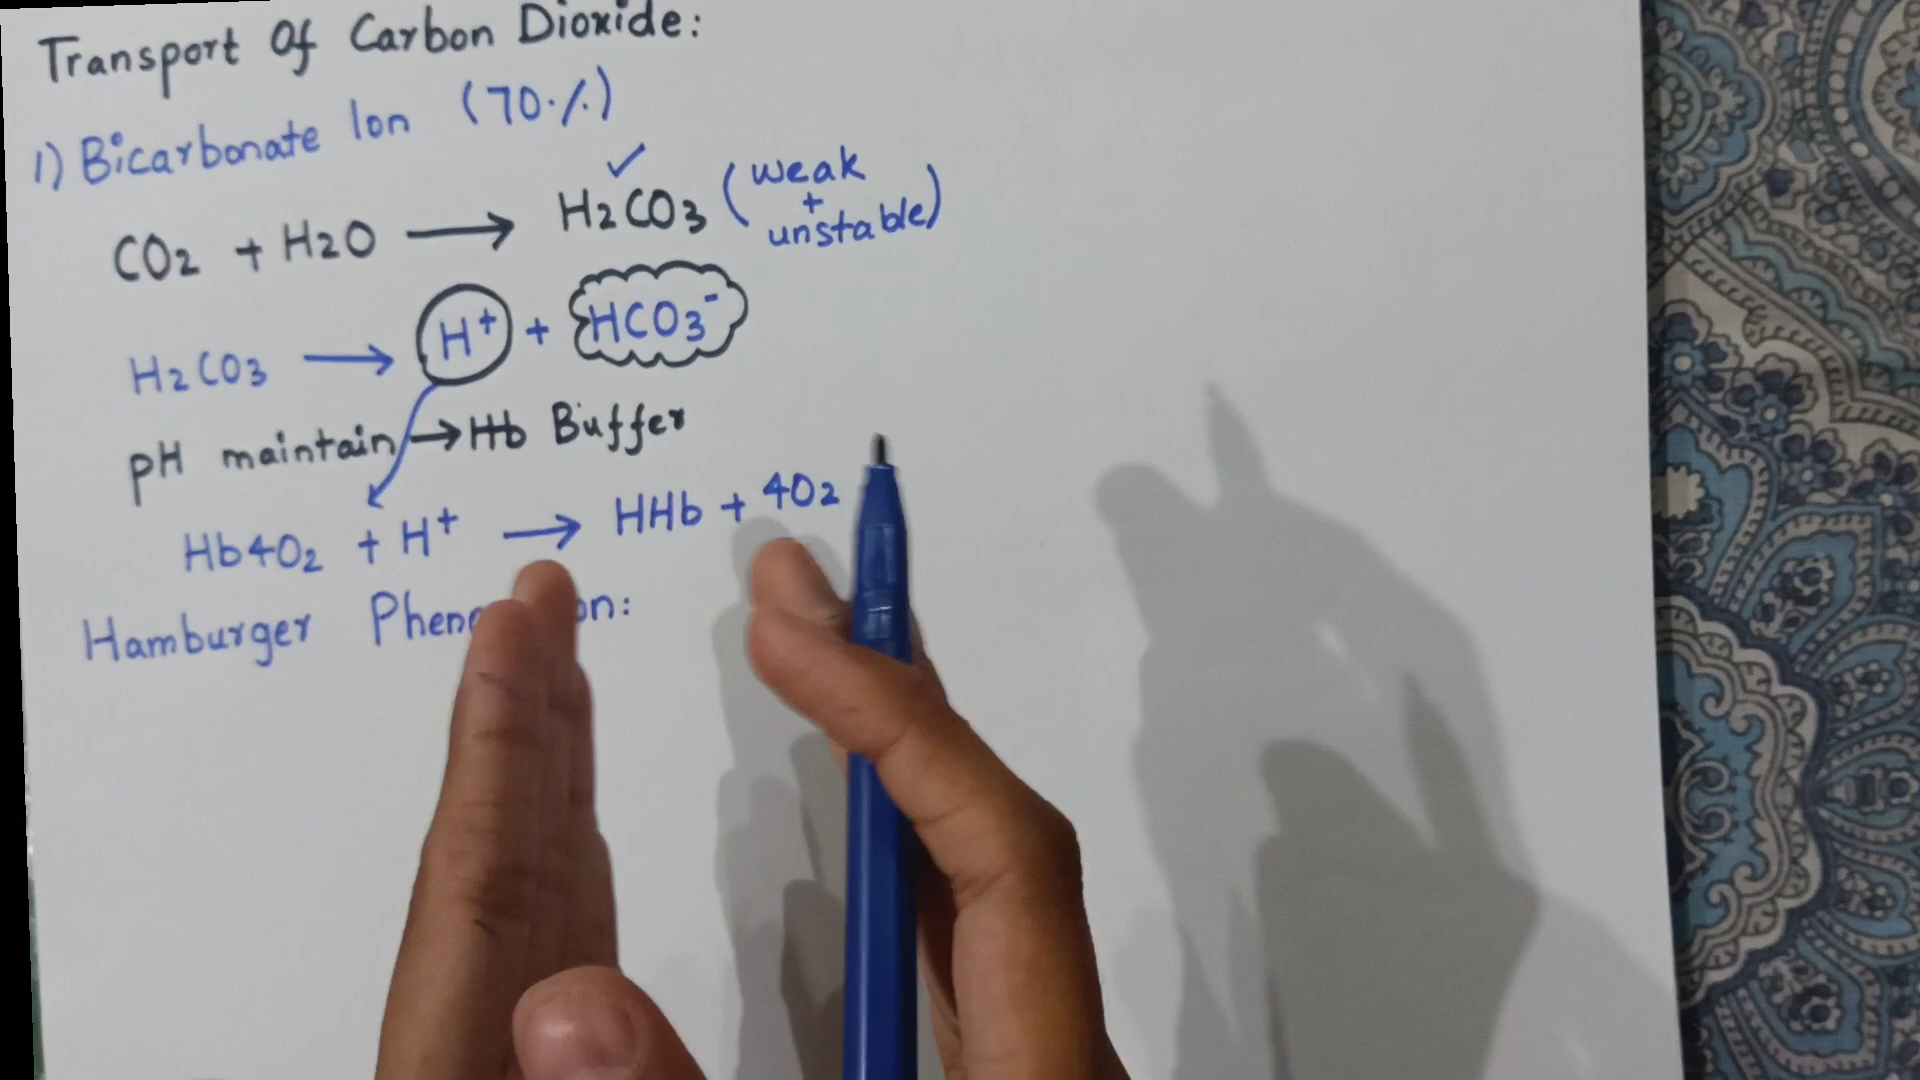 Transport Of Carbon Dioxide:
1) Bicarbonate Ion (70%)
CO2 + H2O → H2CO3 ✓ (weak + unstable)
H2CO3 → H+ + HCO3-
pH maintain → Hb Buffer
Hb4O2 + H+ → HHb + 4O2
Hamburger